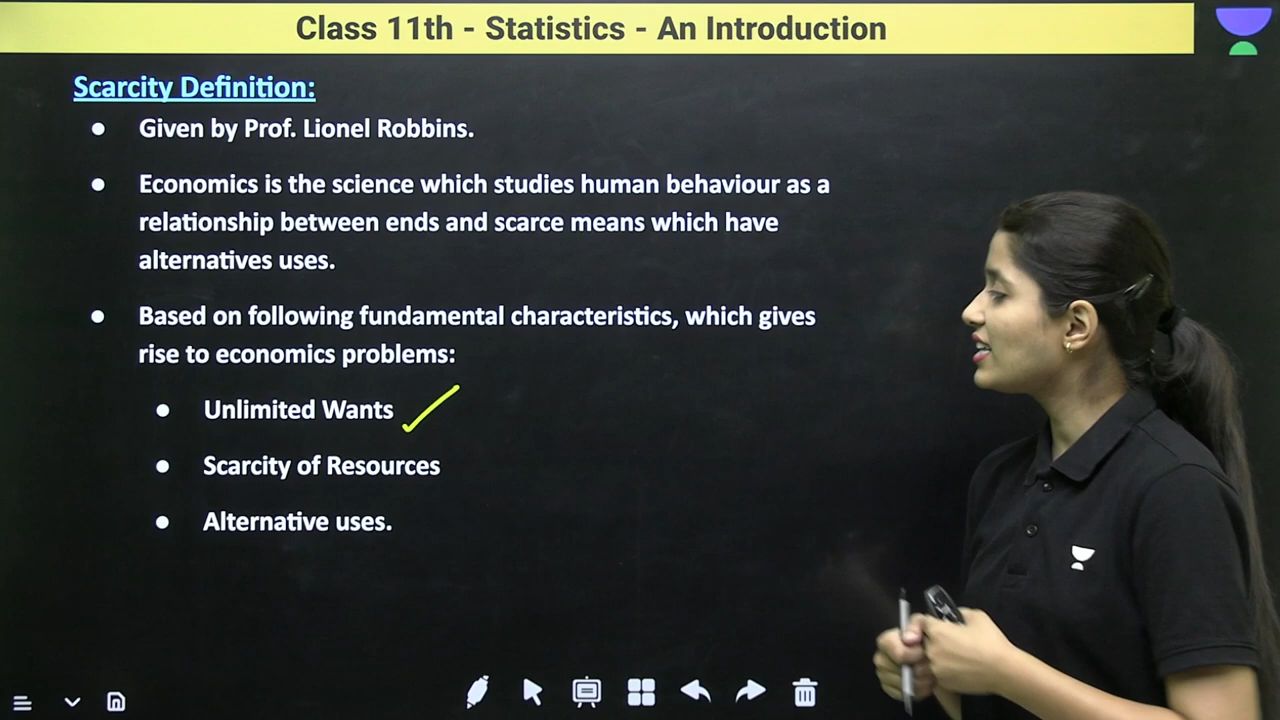 Class 11th - Statistics - An Introduction
Scarcity Definition:
● Given by Prof. Lionel Robbins.
● Economics is the science which studies human behaviour as a
relationship between ends and scarce means which have
alternatives uses.
● Based on following fundamental characteristics, which gives
rise to economics problems:
● Unlimited Wants
● Scarcity of Resources
● Alternative uses.